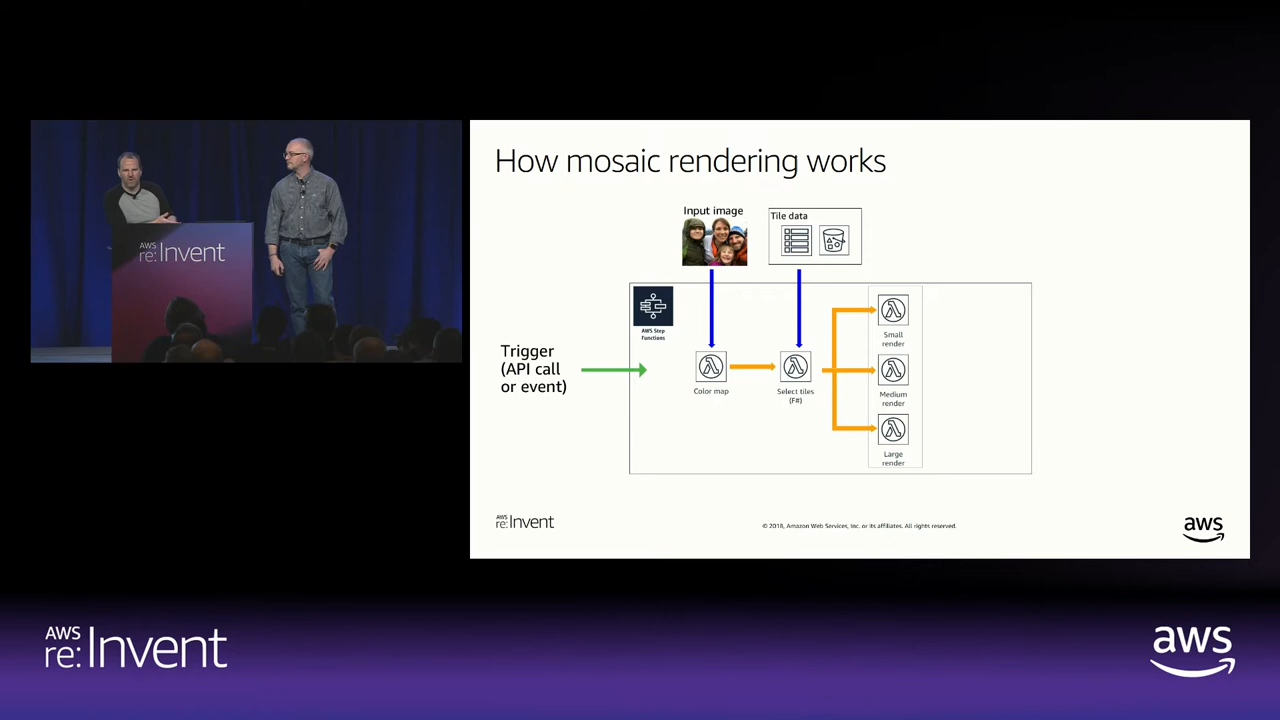 How mosaic rendering works
Input image
Tile data
AWS Step
Functions
Trigger
(API call
or event)
Color map
Select tiles
(F#)
Small
render
Medium
render
Large
render
AWS
re:Invent
© 2018, Amazon Web Services, Inc. or its affiliates. All rights reserved.
aws
AWS
re:Invent
AWS
re:Invent
aws